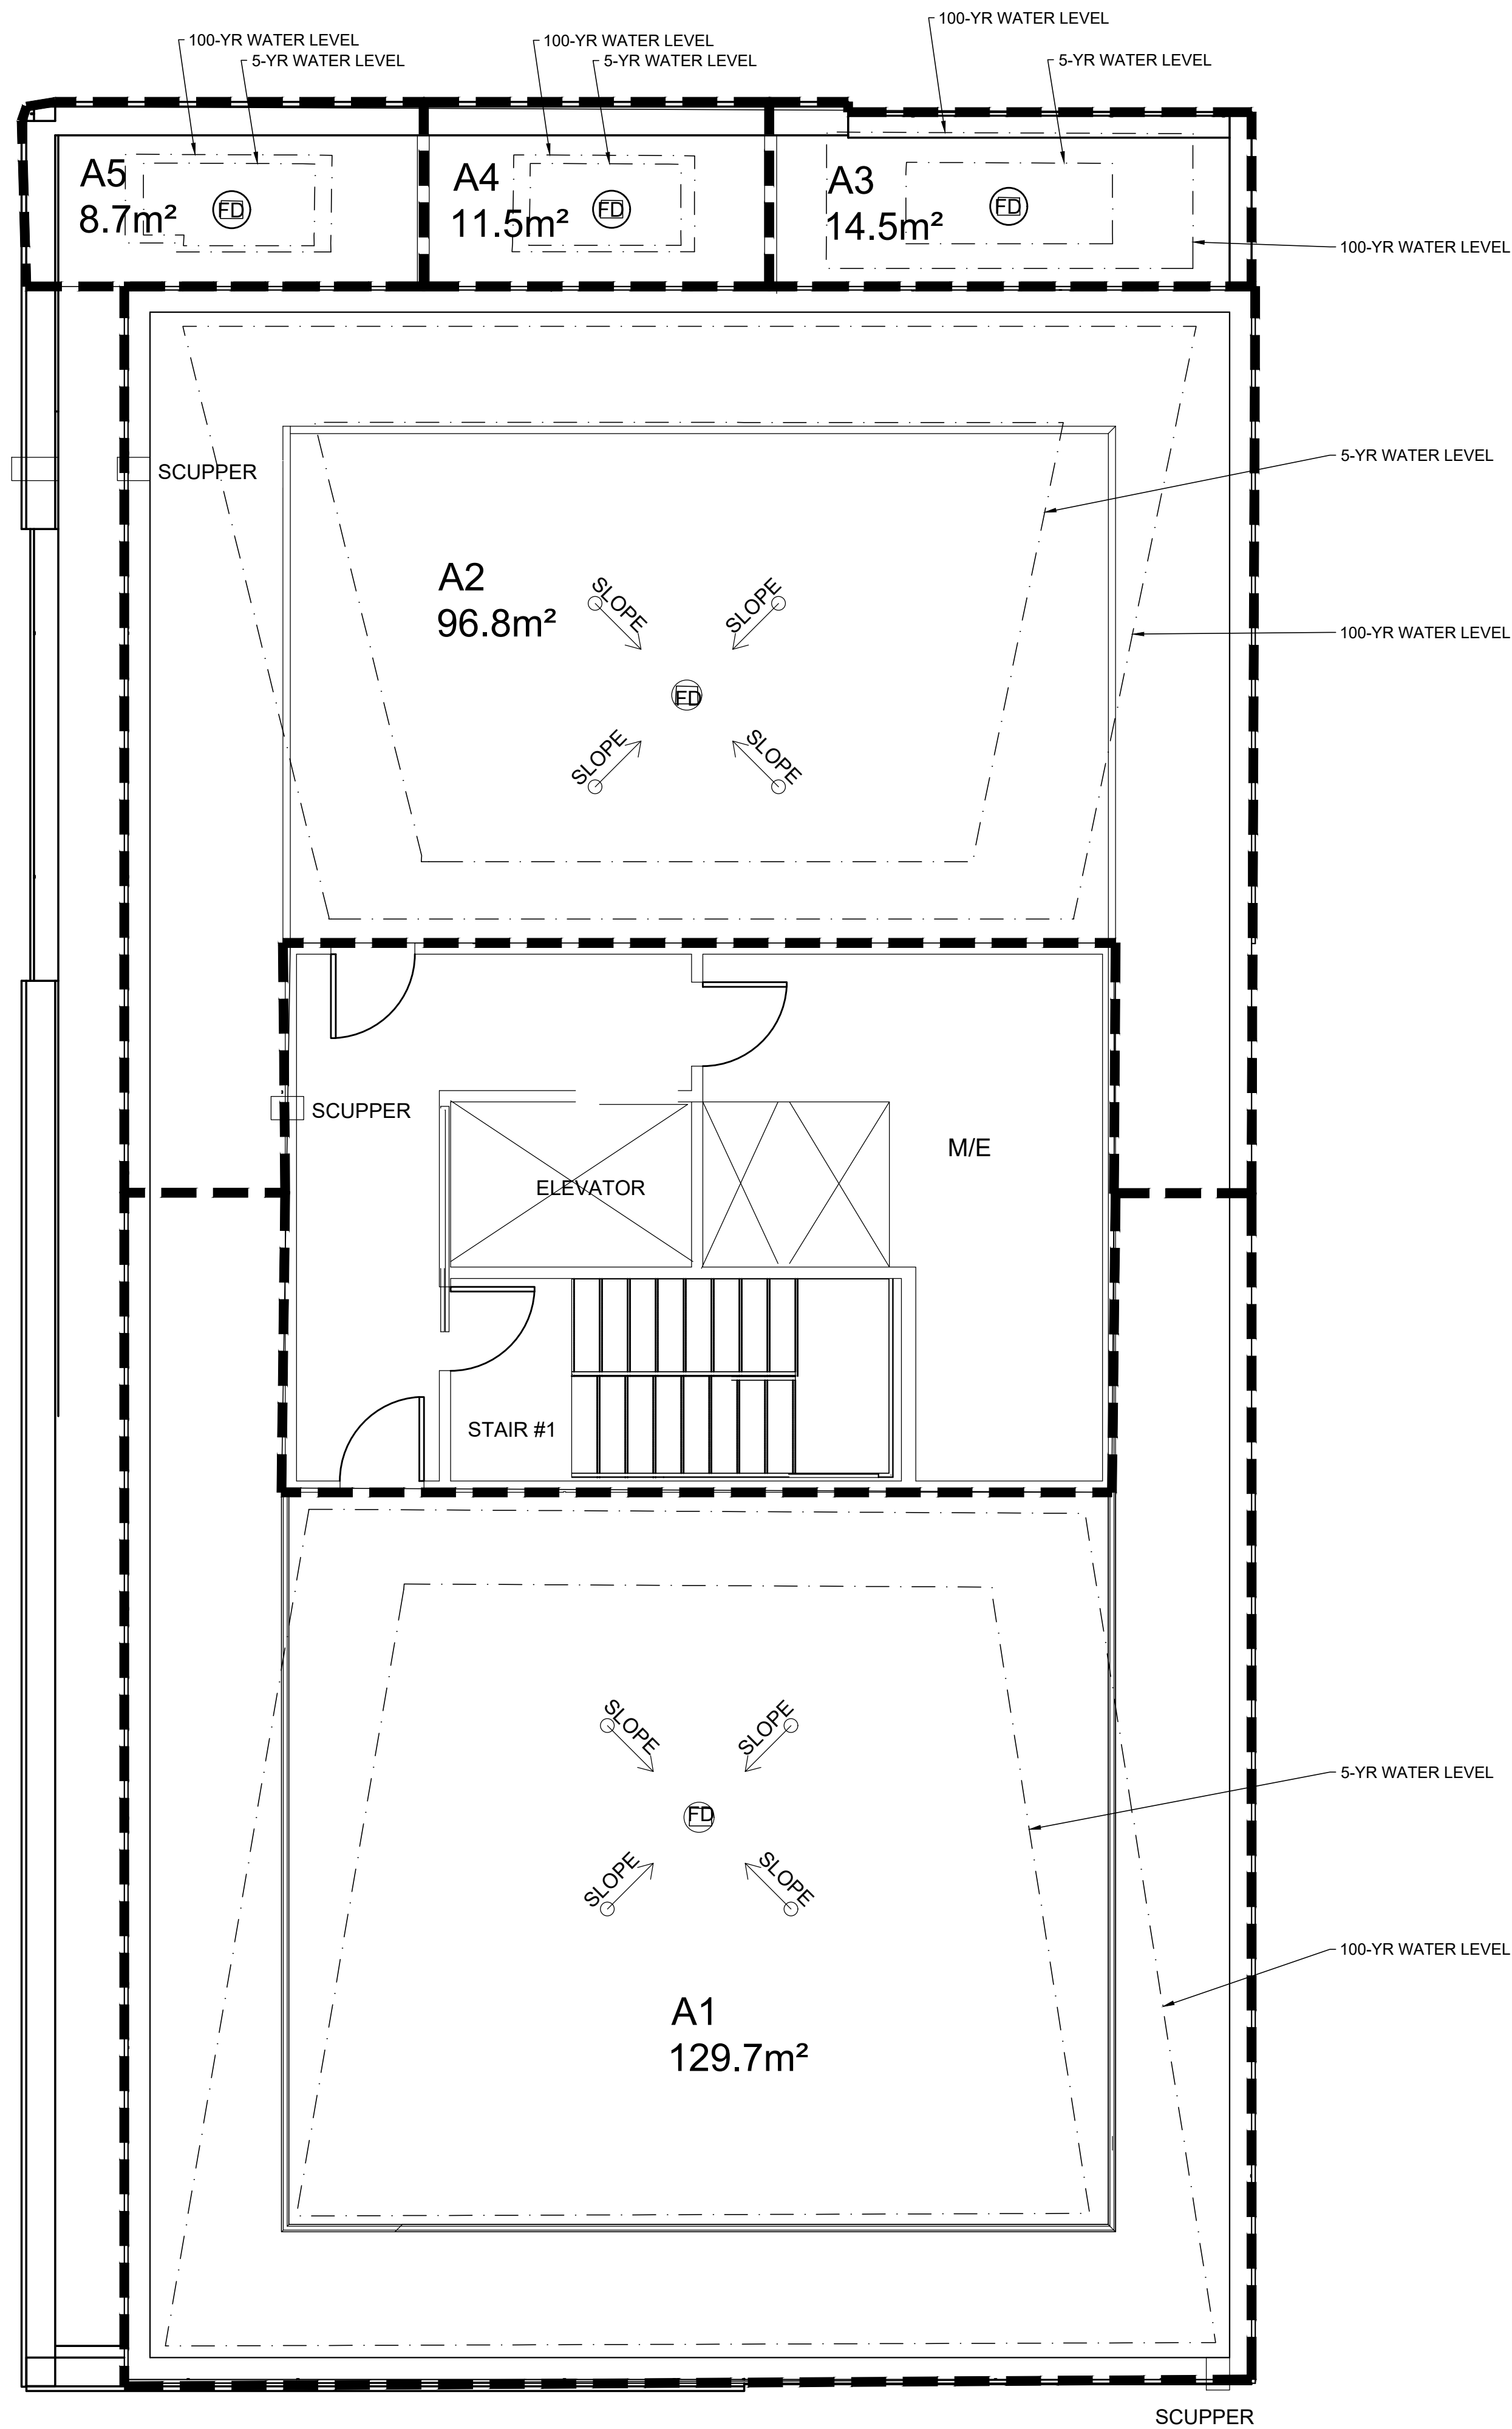 100-YR WATER LEVEL
100-YR WATER LEVEL
100-YR WATER LEVEL
5-YR WATER LEVEL
5-YR WATER LEVEL
5-YR WATER LEVEL
A5
8.7m²
FD
A4
11.5m²
FD
A3
14.5m²
FD
100-YR WATER LEVEL
SCUPPER
5-YR WATER LEVEL
A2
96.8m²
SLOPE
SLOPE
100-YR WATER LEVEL
FD
SLOPE
SLOPE
SCUPPER
M/E
ELEVATOR
STAIR #1
SLOPE
SLOPE
5-YR WATER LEVEL
FD
SLOPE
SLOPE
100-YR WATER LEVEL
A1
129.7m²
SCUPPER